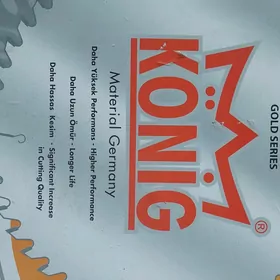 GOLD SERIES
®
KÖNIG
Material Germany
Daha Yüksek Performans - Higher Performance
Daha Uzun Ömür - Longer Life
Daha Hassas Kesim - Significant Increase
in Cutting Quality